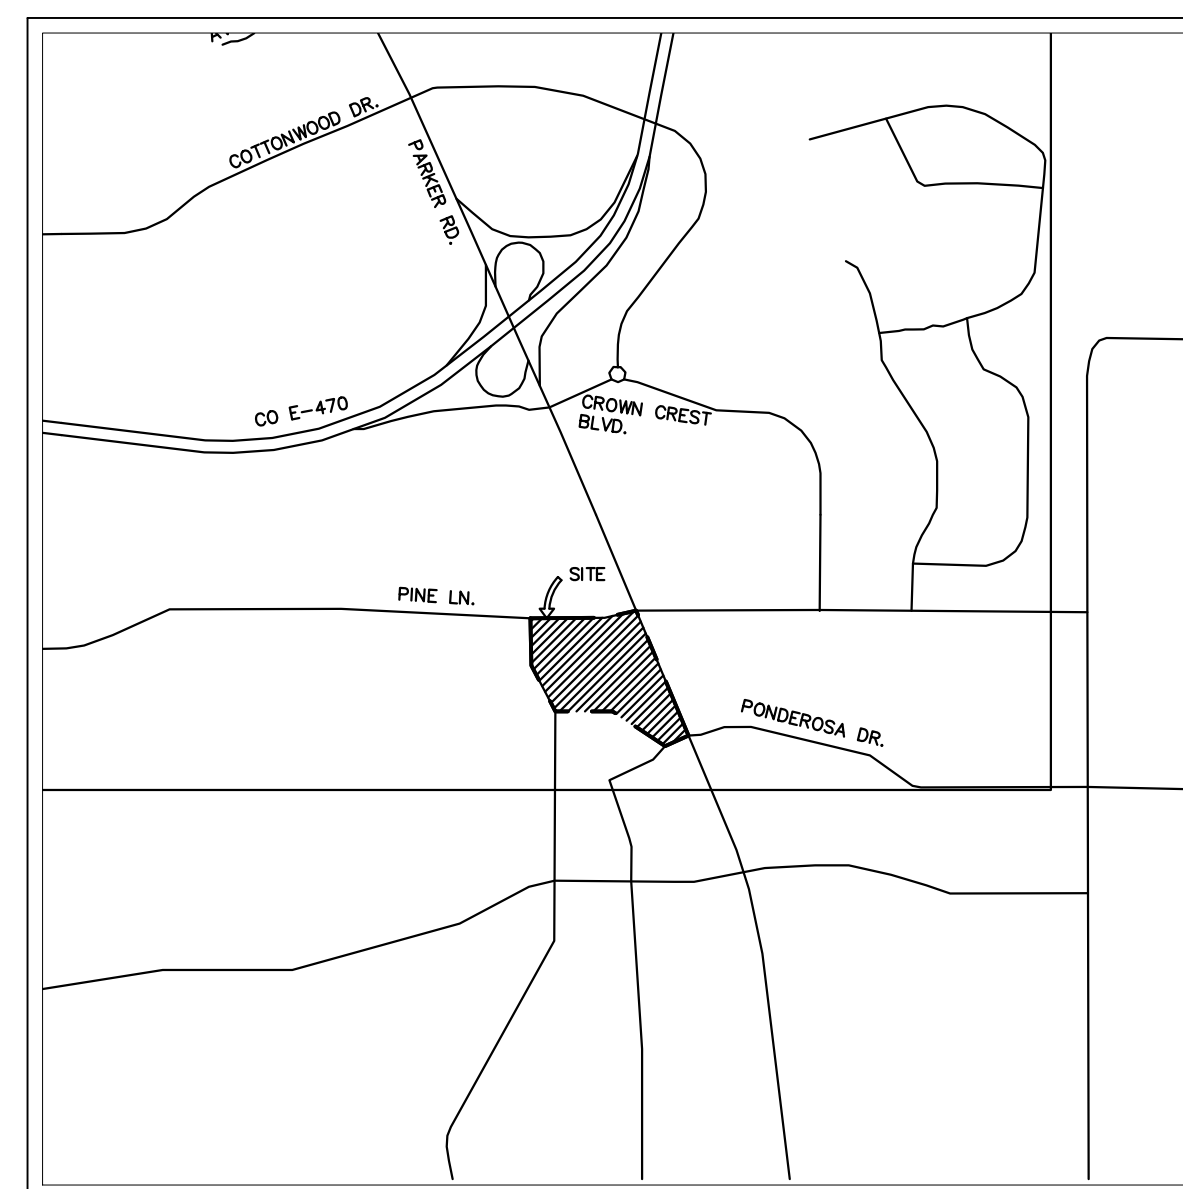 COTTONWOOD DR.
PARKER RD.
CO E-470
CROWN CREST
BLVD.
SITE
PINE LN.
PONDEROSA DR.